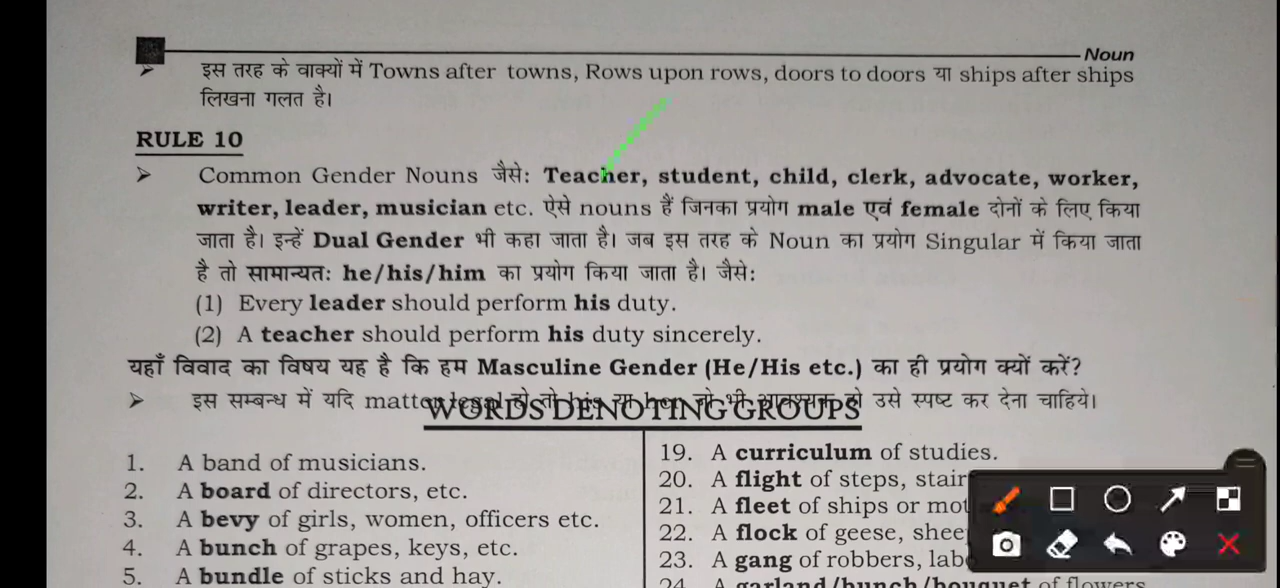 Noun
इस तरह के वाक्यों में Towns after towns, Rows upon rows, doors to doors या ships after ships
लिखना गलत है।
RULE 10
Common Gender Nouns जैसे: Teacher, student, child, clerk, advocate, worker,
writer, leader, musician etc. ऐसे nouns हैं जिनका प्रयोग male एवं female दोनों के लिए किया
जाता है। इन्हें Dual Gender भी कहा जाता है। जब इस तरह के Noun का प्रयोग Singular में किया जाता
है तो सामान्यतः he/his/him का प्रयोग किया जाता है। जैसे:
(1) Every leader should perform his duty.
(2) A teacher should perform his duty sincerely.
यहाँ विवाद का विषय यह है कि हम Masculine Gender (He/His etc.) का ही प्रयोग क्यों करें?
इस सम्बन्ध में यदि उसे स्पष्ट कर देना चाहिये।
WORDS DENOTING GROUPS
1. A band of musicians.
2. A board of directors, etc.
3. A bevy of girls, women, officers etc.
4. A bunch of grapes, keys, etc.
5. A bundle of sticks and hay.
19. A curriculum of studies.
20. A flight of steps,
21. A fleet of ships or
22. A flock of geese,
23. A gang of robbers,
24. A garland/bunch/bouquet of flowers